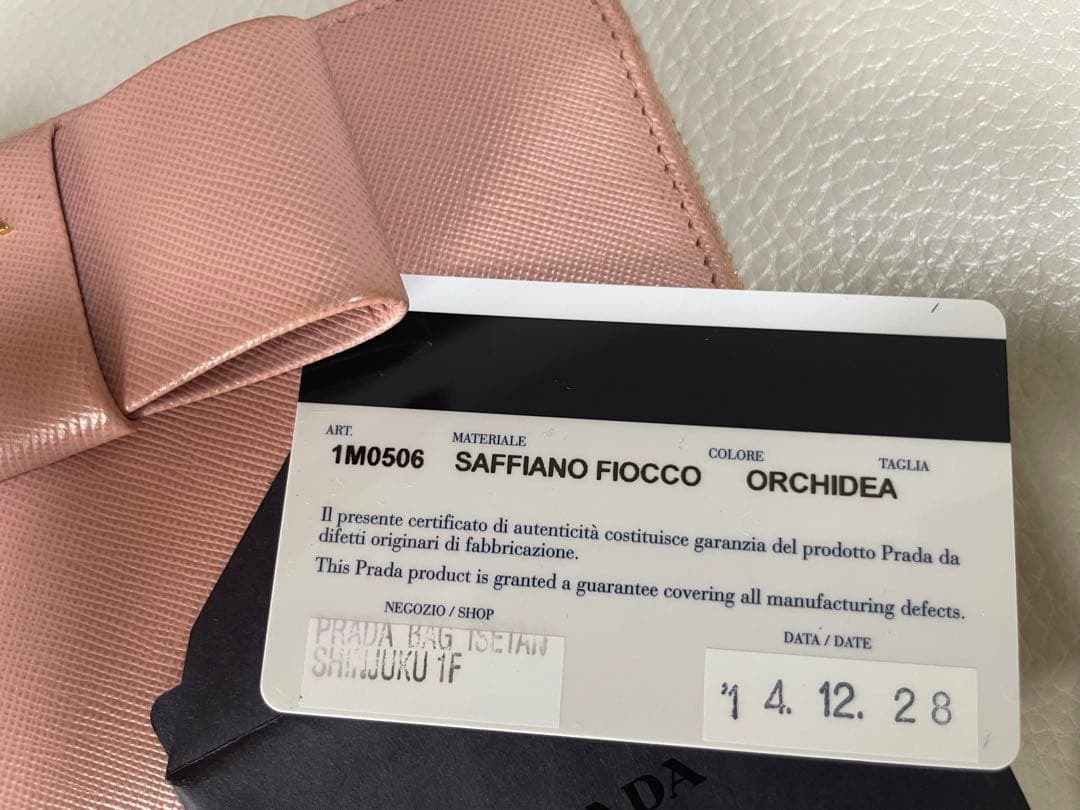 ART.
MATERIALE
COLORE
TAGLIA
1M0506
SAFFIANO FIOCCO
ORCHIDEA
Il presente certificato di autenticità costituisce garanzia del prodotto Prada da
difetti originari di fabbricazione.
This Prada product is granted a guarantee covering all manufacturing defects.
NEGOZIO / SHOP
PRADA BAG ISETAN
SHINJUKU 1F
DATA / DATE
'14. 12. 28
ADA